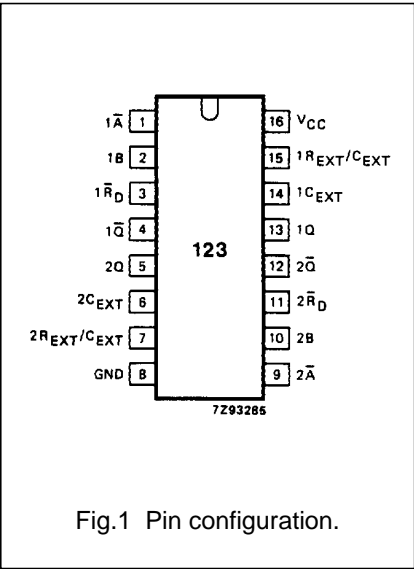 1A̅ 1 16 VCC
1B 2 15 1REXT/CEXT
1R̅D 3 14 1CEXT
1Q̅ 4 13 1Q
123
2Q 5 12 2Q̅
2CEXT 6 11 2R̅D
2REXT/CEXT 7 10 2B
GND 8 9 2A̅
7Z93285
Fig.1 Pin configuration.